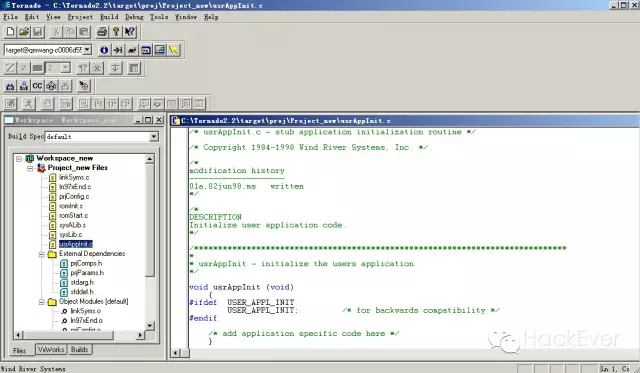 Tornado - C:\Tornado2.2\target\proj\Project_new\usrAppInit.c
File Edit View Project Build Debug Tools Window Help
target@qmwang-c0006d55
CC
Workspace: Workspace_new
Build Spec default
Workspace_new
Project_new Files
linkSyms.c
ln97xEnd.c
prjConfig.c
romInit.s
romStart.c
sysALib.s
sysLib.c
usrAppInit.c
External Dependencies
prjComps.h
prjParams.h
stdarg.h
stddef.h
Object Modules [default]
linkSyms.o
ln97xEnd.o
prjConfig.o
Files VxWorks Builds
C:\Tornado2.2\target\proj\Project_new\usrAppInit.c
/* usrAppInit.c - stub application initialization routine */
/* Copyright 1984-1998 Wind River Systems, Inc. */
/*
modification history
--------------------
01a,02jun98,ms written
*/
/*
DESCRIPTION
Initialize user application code.
*/
/******************************************************************************
*
* usrAppInit - initialize the users application
*/
void usrAppInit (void)
{
#ifdef USER_APPL_INIT
USER_APPL_INIT; /* for backwards compatibility */
#endif
/* add application specific code here */
}
HackEver
Wind River Systems
Ln 1, Co